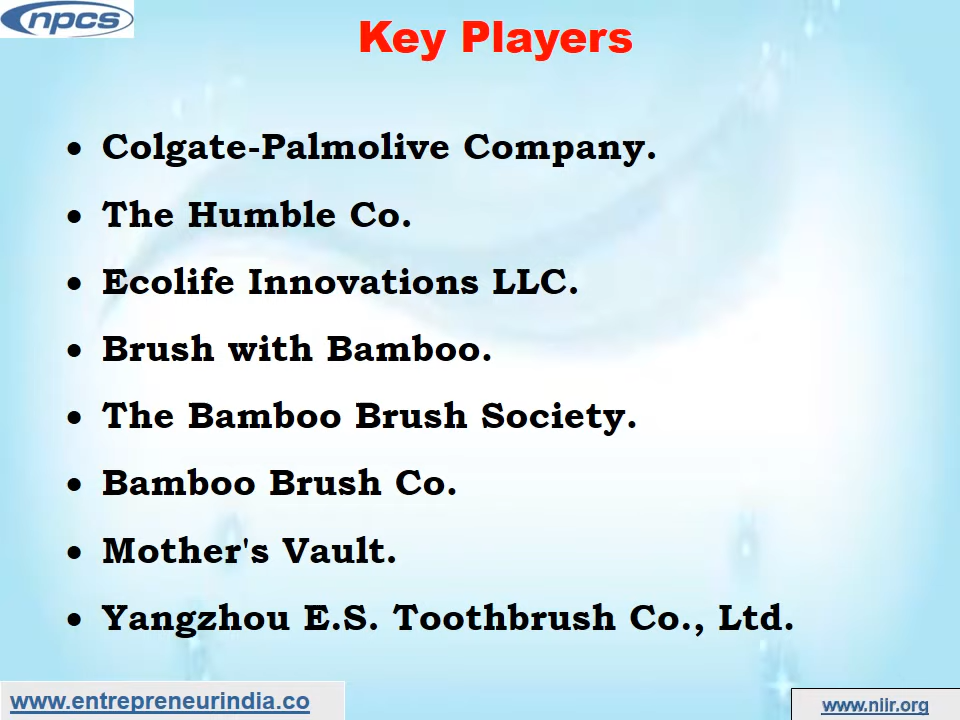 npcs
Key Players
• Colgate-Palmolive Company.
• The Humble Co.
• Ecolife Innovations LLC.
• Brush with Bamboo.
• The Bamboo Brush Society.
• Bamboo Brush Co.
• Mother's Vault.
• Yangzhou E.S. Toothbrush Co., Ltd.
www.entrepreneurindia.co
www.niir.org